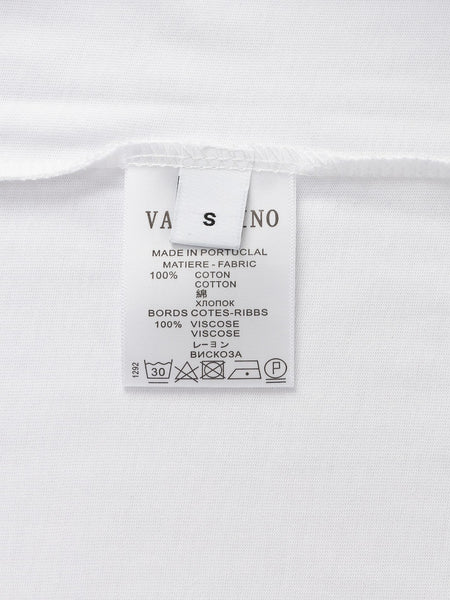 S
VA INO
MADE IN PORTUCLAL
MATIERE - FABRIC
100% COTON
COTTON
綿
ХЛОПОК
BORDS COTES-RIBBS
100% VISCOSE
VISCOSE
レーヨン
ВИСКОЗА
1292
30
P